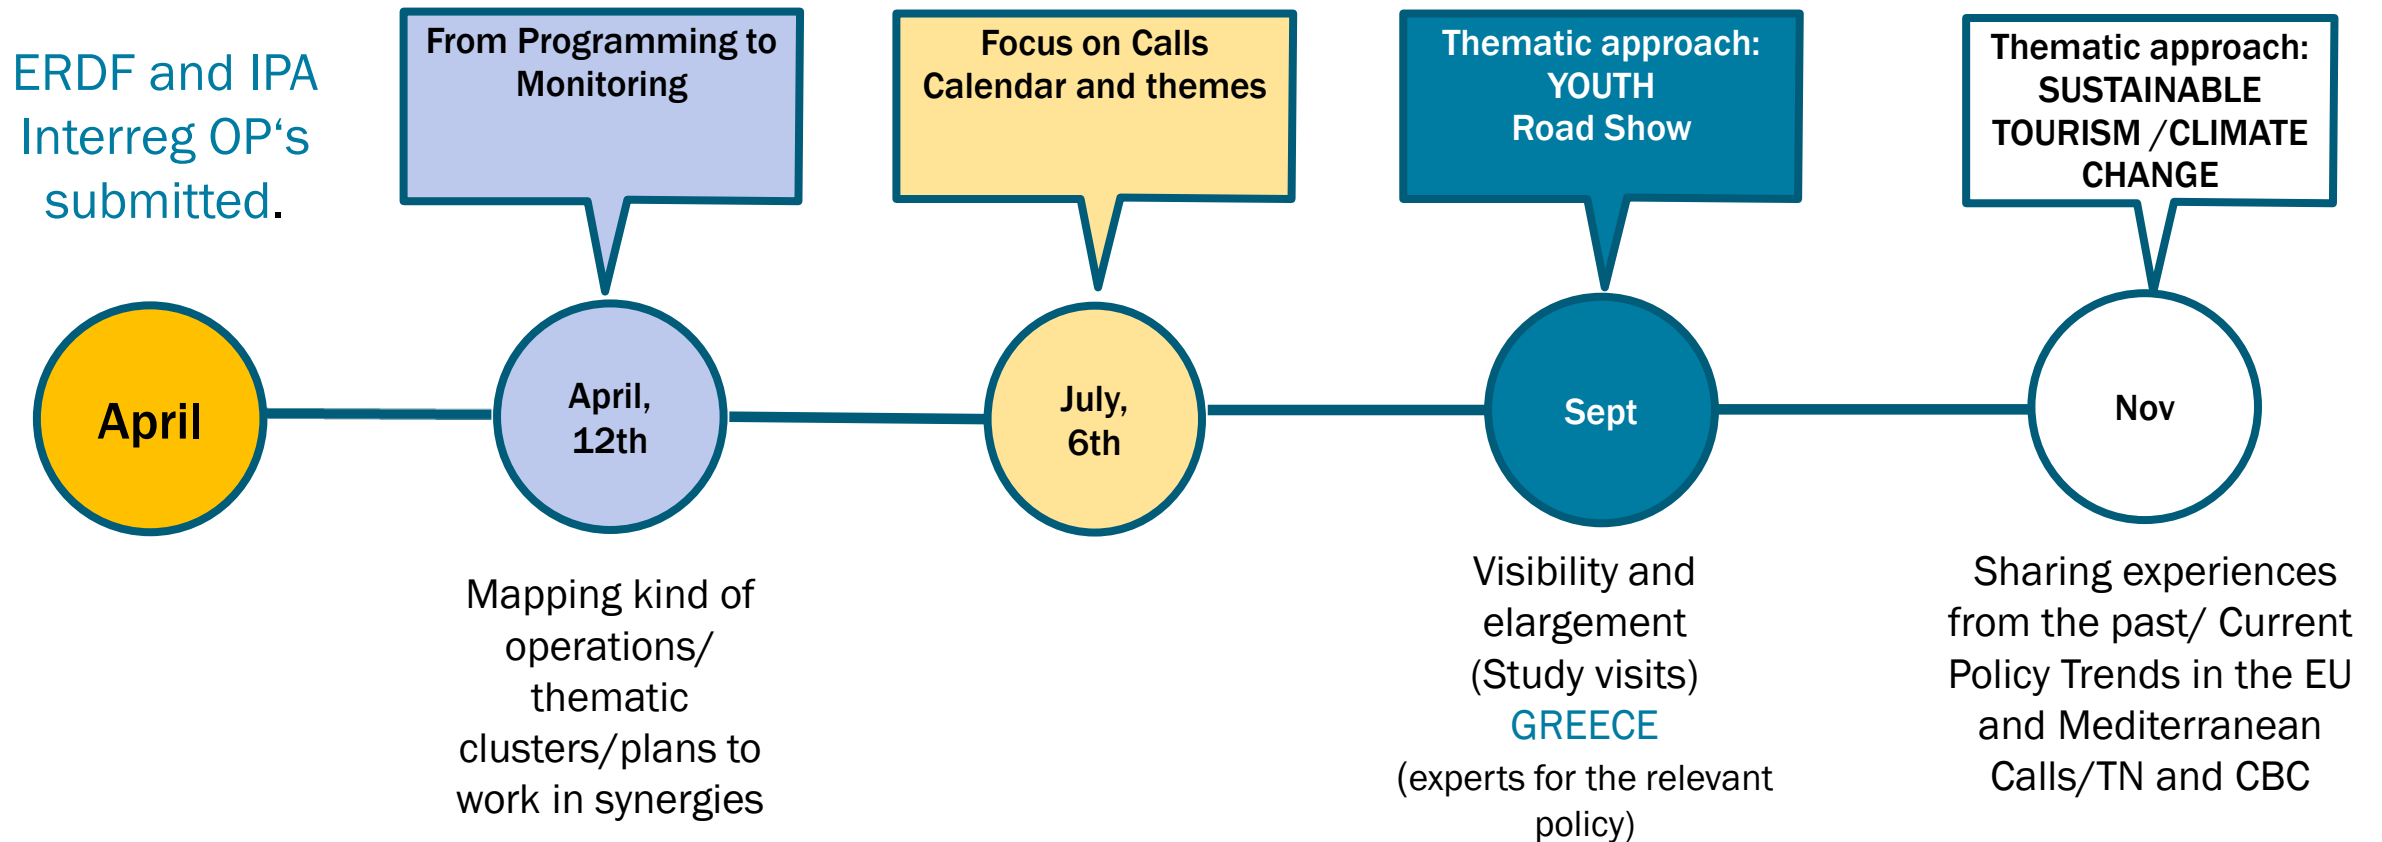 ERDF and IPA
Interreg OP‘s
submitted.
April
From Programming to
Monitoring
April,
12th
Mapping kind of
operations/
thematic
clusters/plans to
work in synergies
Focus on Calls
Calendar and themes
July,
6th
Thematic approach:
YOUTH
Road Show
Sept
Visibility and
elargement
(Study visits)
GREECE
(experts for the relevant
policy)
Thematic approach:
SUSTAINABLE
TOURISM /CLIMATE
CHANGE
Nov
Sharing experiences
from the past/ Current
Policy Trends in the EU
and Mediterranean
Calls/TN and CBC